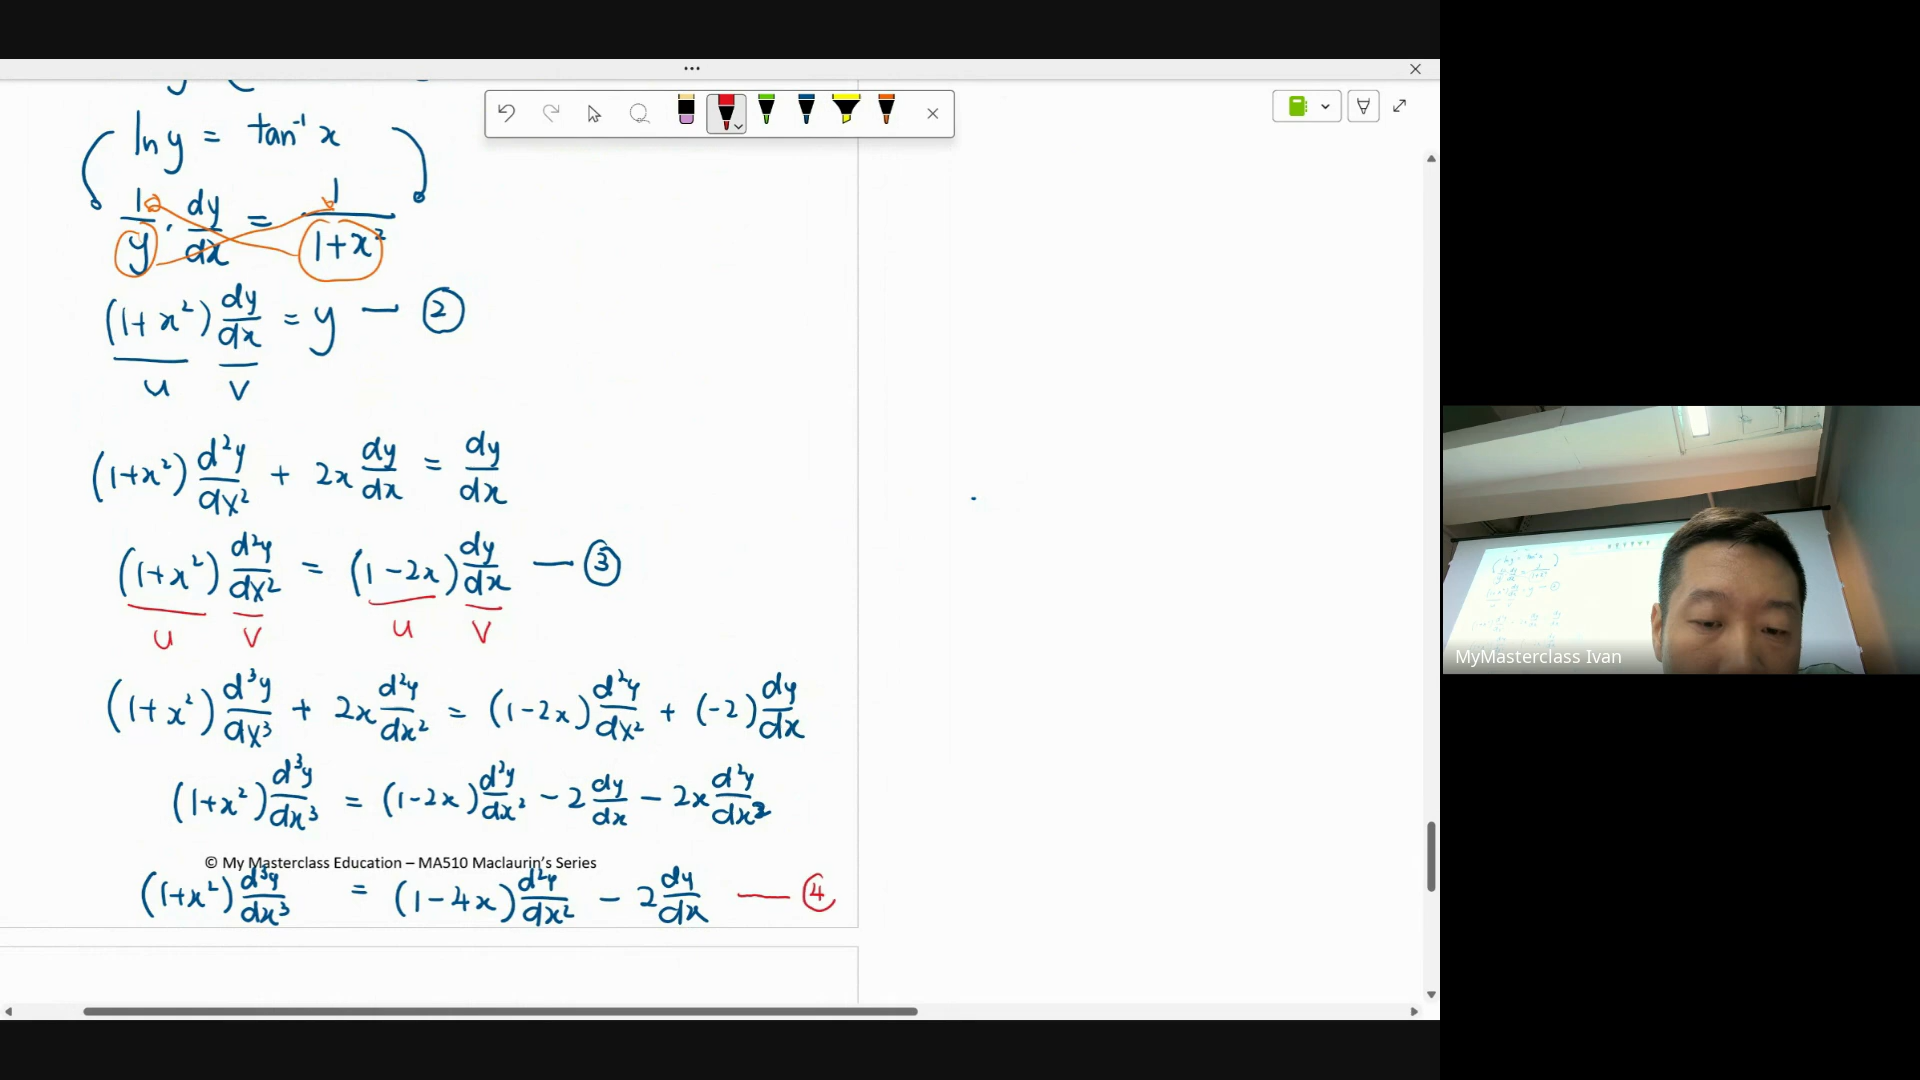 ln y = tan⁻¹ x
1/y · dy/dx = 1/(1+x²)
(1+x²) dy/dx = y — ②
u v
(1+x²) d²y/dx² + 2x dy/dx = dy/dx
(1+x²) d²y/dx² = (1-2x) dy/dx — ③
u v u v
(1+x²) d³y/dx³ + 2x d²y/dx² = (1-2x) d²y/dx² + (-2) dy/dx
(1+x²) d³y/dx³ = (1-2x) d²y/dx² - 2 dy/dx - 2x d²y/dx²
© My Masterclass Education – MA510 Maclaurin's Series
(1+x²) d³y/dx³ = (1-4x) d²y/dx² - 2 dy/dx — ④
MyMasterclass Ivan